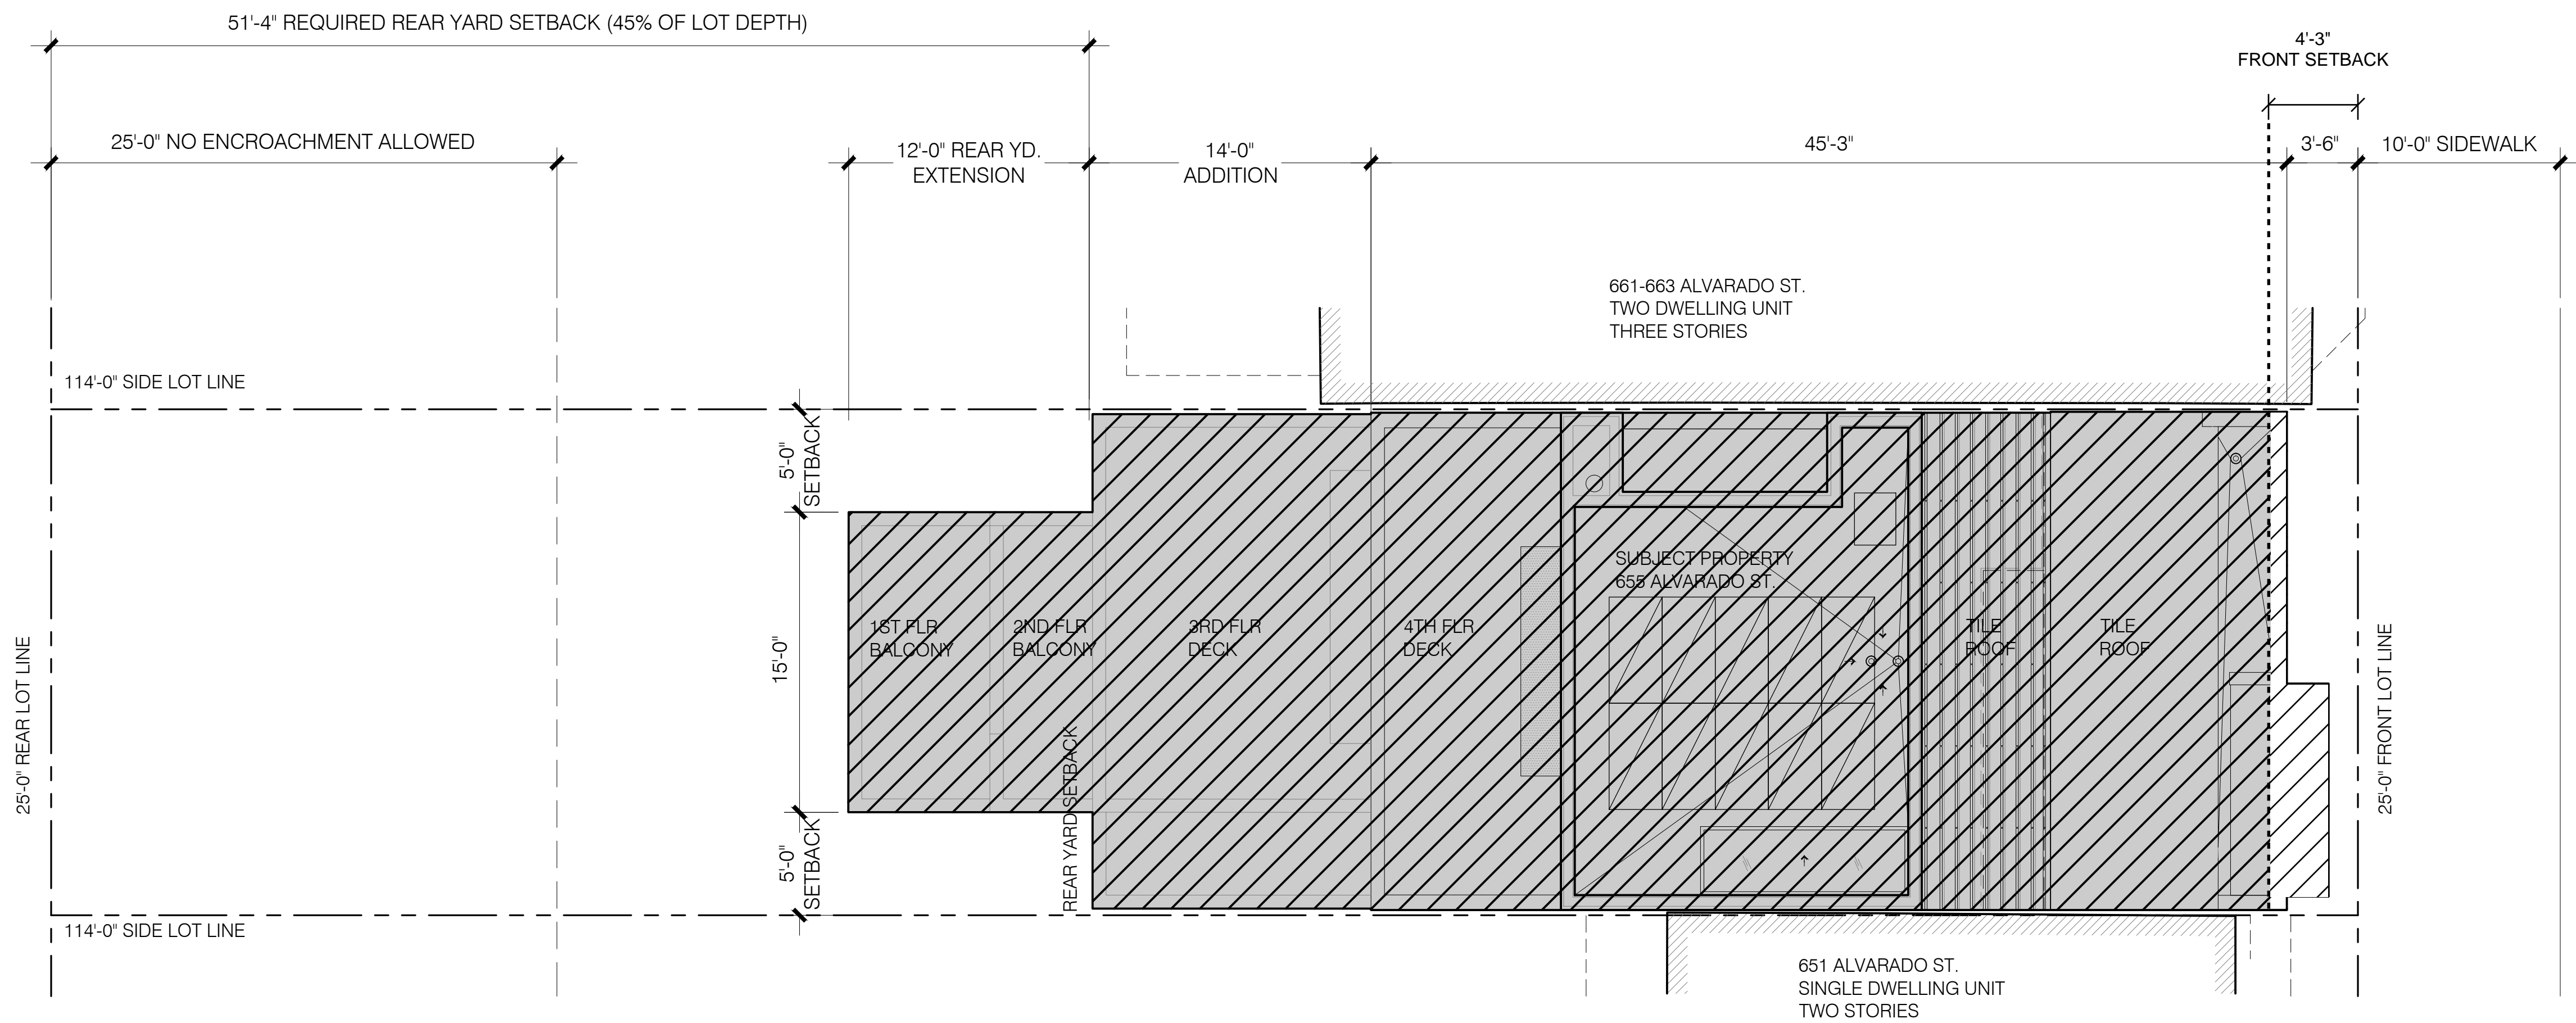 51'-4" REQUIRED REAR YARD SETBACK (45% OF LOT DEPTH)
4'-3"
FRONT SETBACK
25'-0" NO ENCROACHMENT ALLOWED
12'-0" REAR YD.
EXTENSION
14'-0"
ADDITION
45'-3"
3'-6"
10'-0" SIDEWALK
661-663 ALVARADO ST.
TWO DWELLING UNIT
THREE STORIES
114'-0" SIDE LOT LINE
5'-0"
SETBACK
SUBJECT PROPERTY
655 ALVARADO ST.
1ST FLR
BALCONY
2ND FLR
BALCONY
3RD FLR
DECK
4TH FLR
DECK
TILE
ROOF
TILE
ROOF
15'-0"
25'-0" REAR LOT LINE
REAR YARD SETBACK
25'-0" FRONT LOT LINE
5'-0"
SETBACK
114'-0" SIDE LOT LINE
651 ALVARADO ST.
SINGLE DWELLING UNIT
TWO STORIES